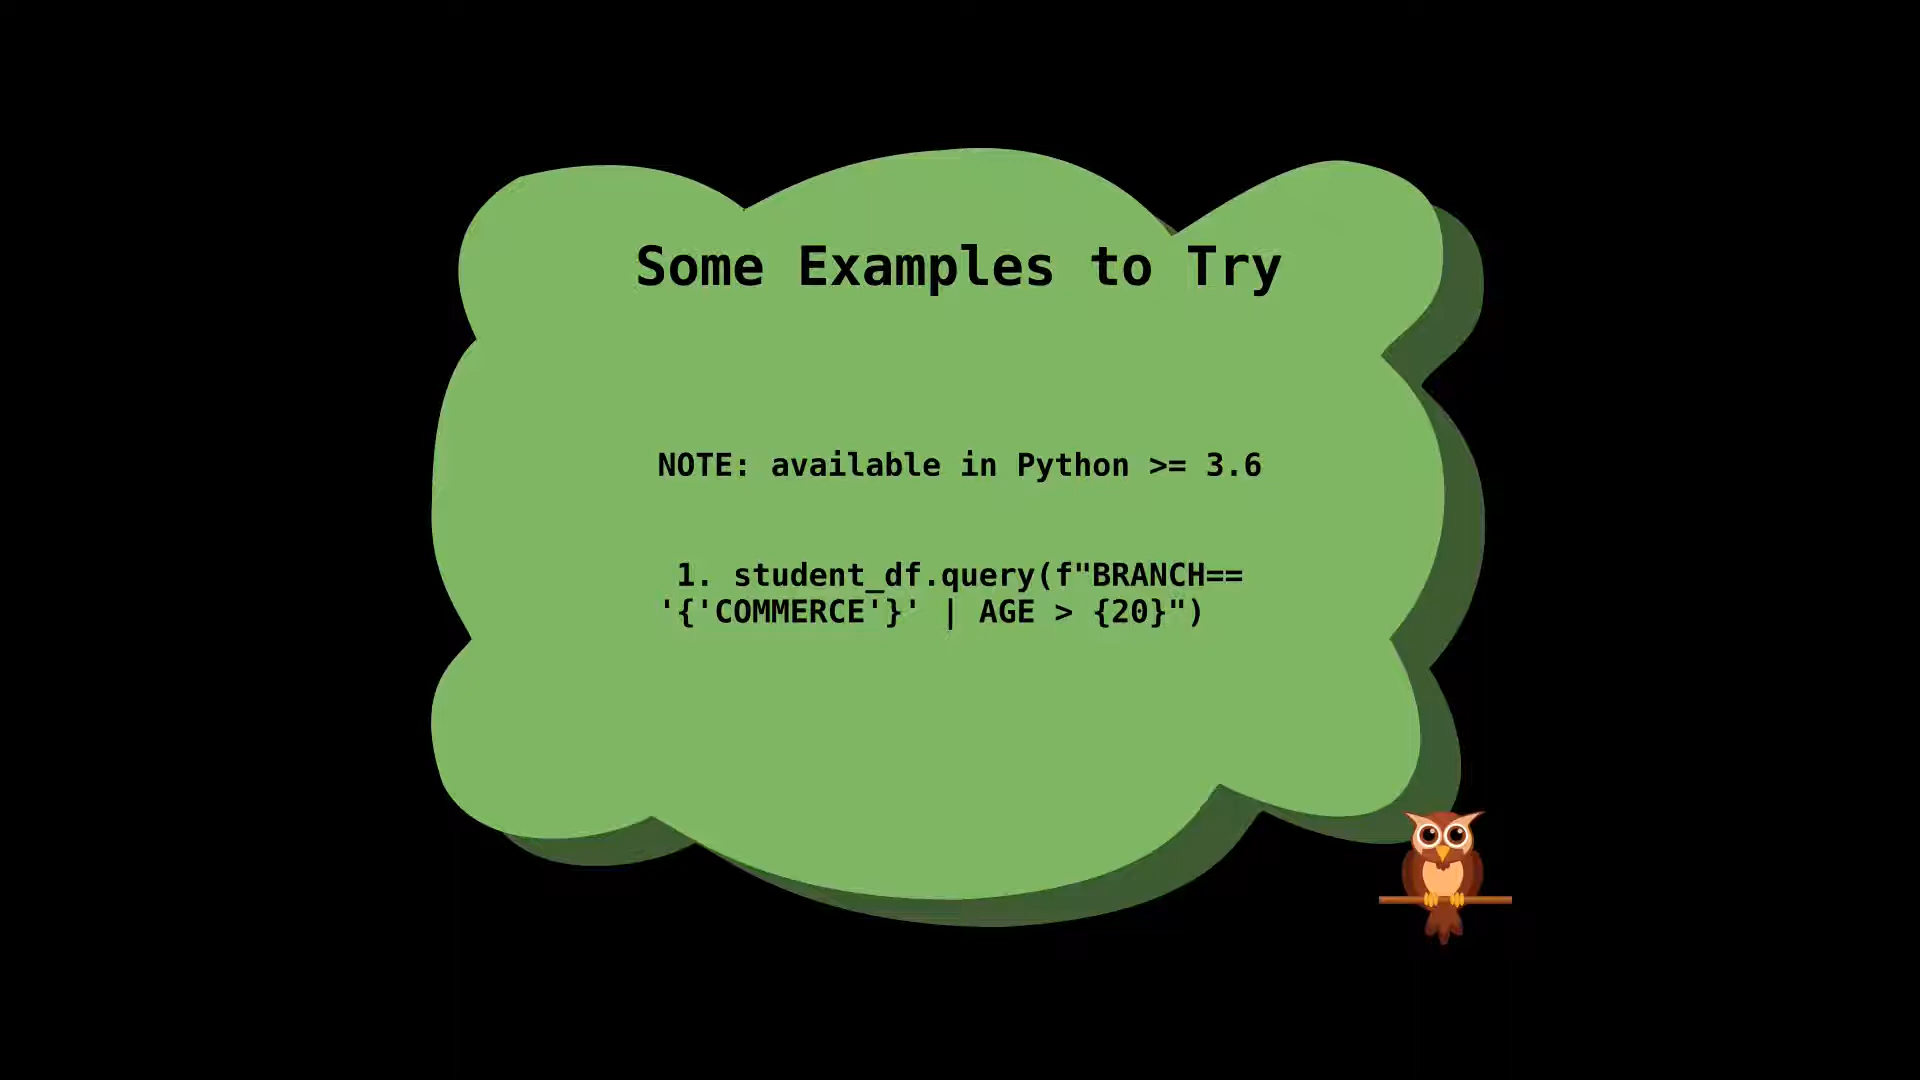 Some Examples to Try
NOTE: available in Python >= 3.6
1. student_df.query(f"BRANCH==
'{'COMMERCE'}' | AGE > {20}")